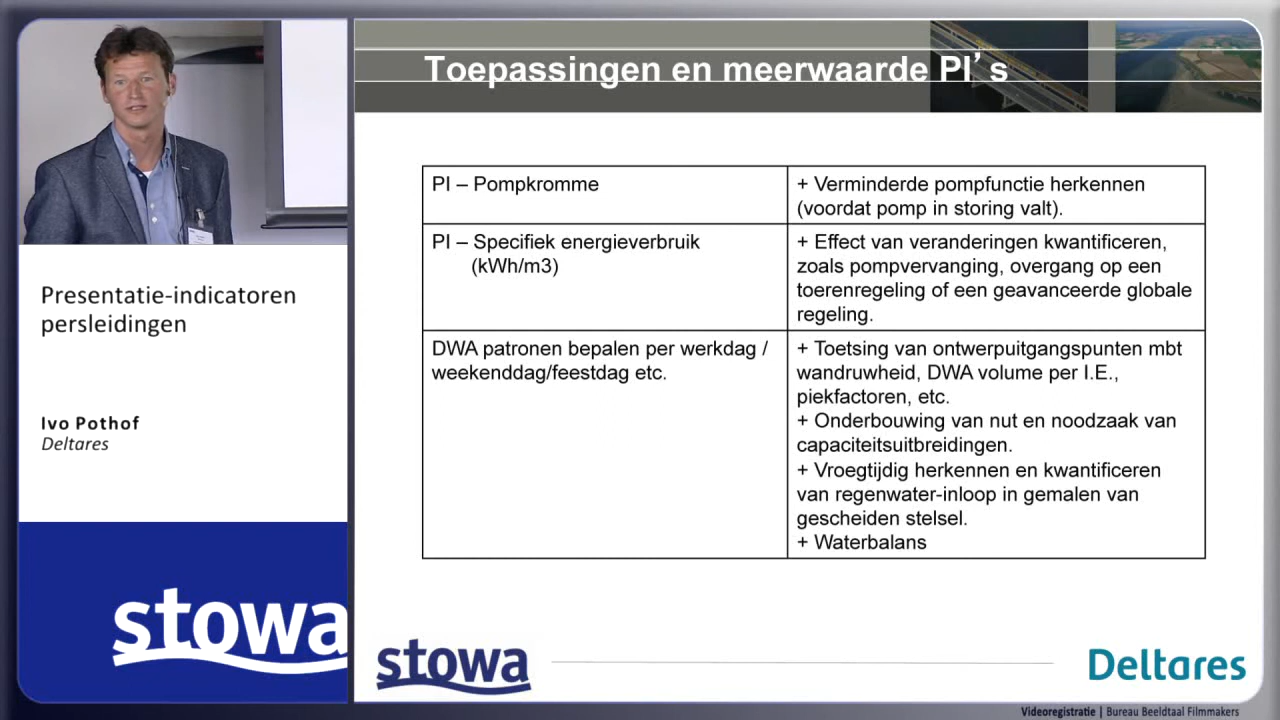 Toepassingen en meerwaarde PI's
PI – Pompkromme
+ Verminderde pompfunctie herkennen
(voordat pomp in storing valt).
PI – Specifiek energieverbruik
(kWh/m3)
+ Effect van veranderingen kwantificeren,
zoals pompvervanging, overgang op een
toerenregeling of een geavanceerde globale
regeling.
DWA patronen bepalen per werkdag /
weekenddag/feestdag etc.
+ Toetsing van ontwerpuitgangspunten mbt
wandruwheid, DWA volume per I.E.,
piekfactoren, etc.
+ Onderbouwing van nut en noodzaak van
capaciteitsuitbreidingen.
+ Vroegtijdig herkennen en kwantificeren
van regenwater-inloop in gemalen van
gescheiden stelsel.
+ Waterbalans
Presentatie-indicatoren
persleidingen
Ivo Pothof
Deltares
stowa
stowa
Deltares
Videoregistratie | Bureau Beeldtaal Filmmakers